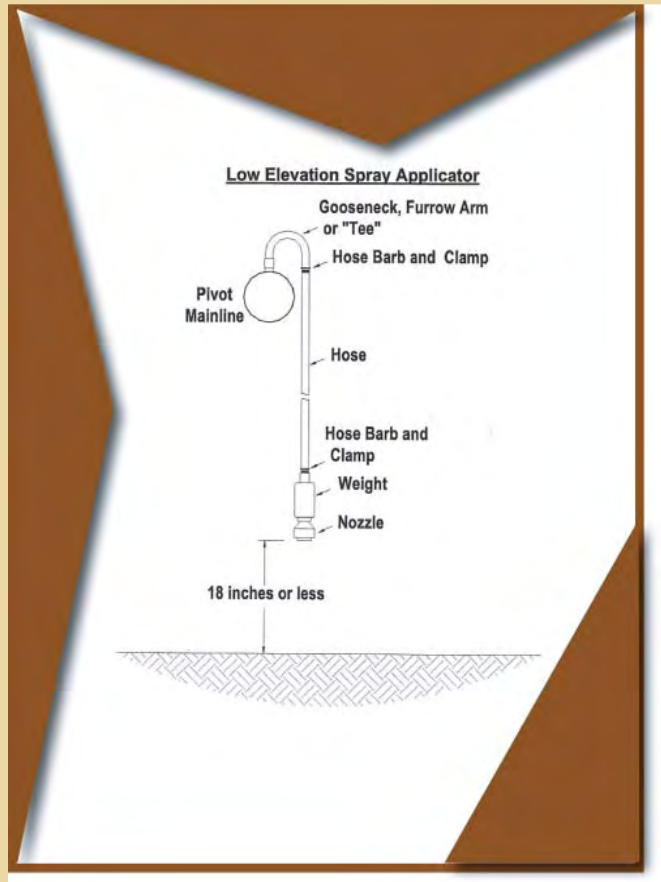 Low Elevation Spray Applicator
Gooseneck, Furrow Arm
or "Tee"
Hose Barb and Clamp
Pivot
Mainline
Hose
Hose Barb and
Clamp
Weight
Nozzle
18 inches or less